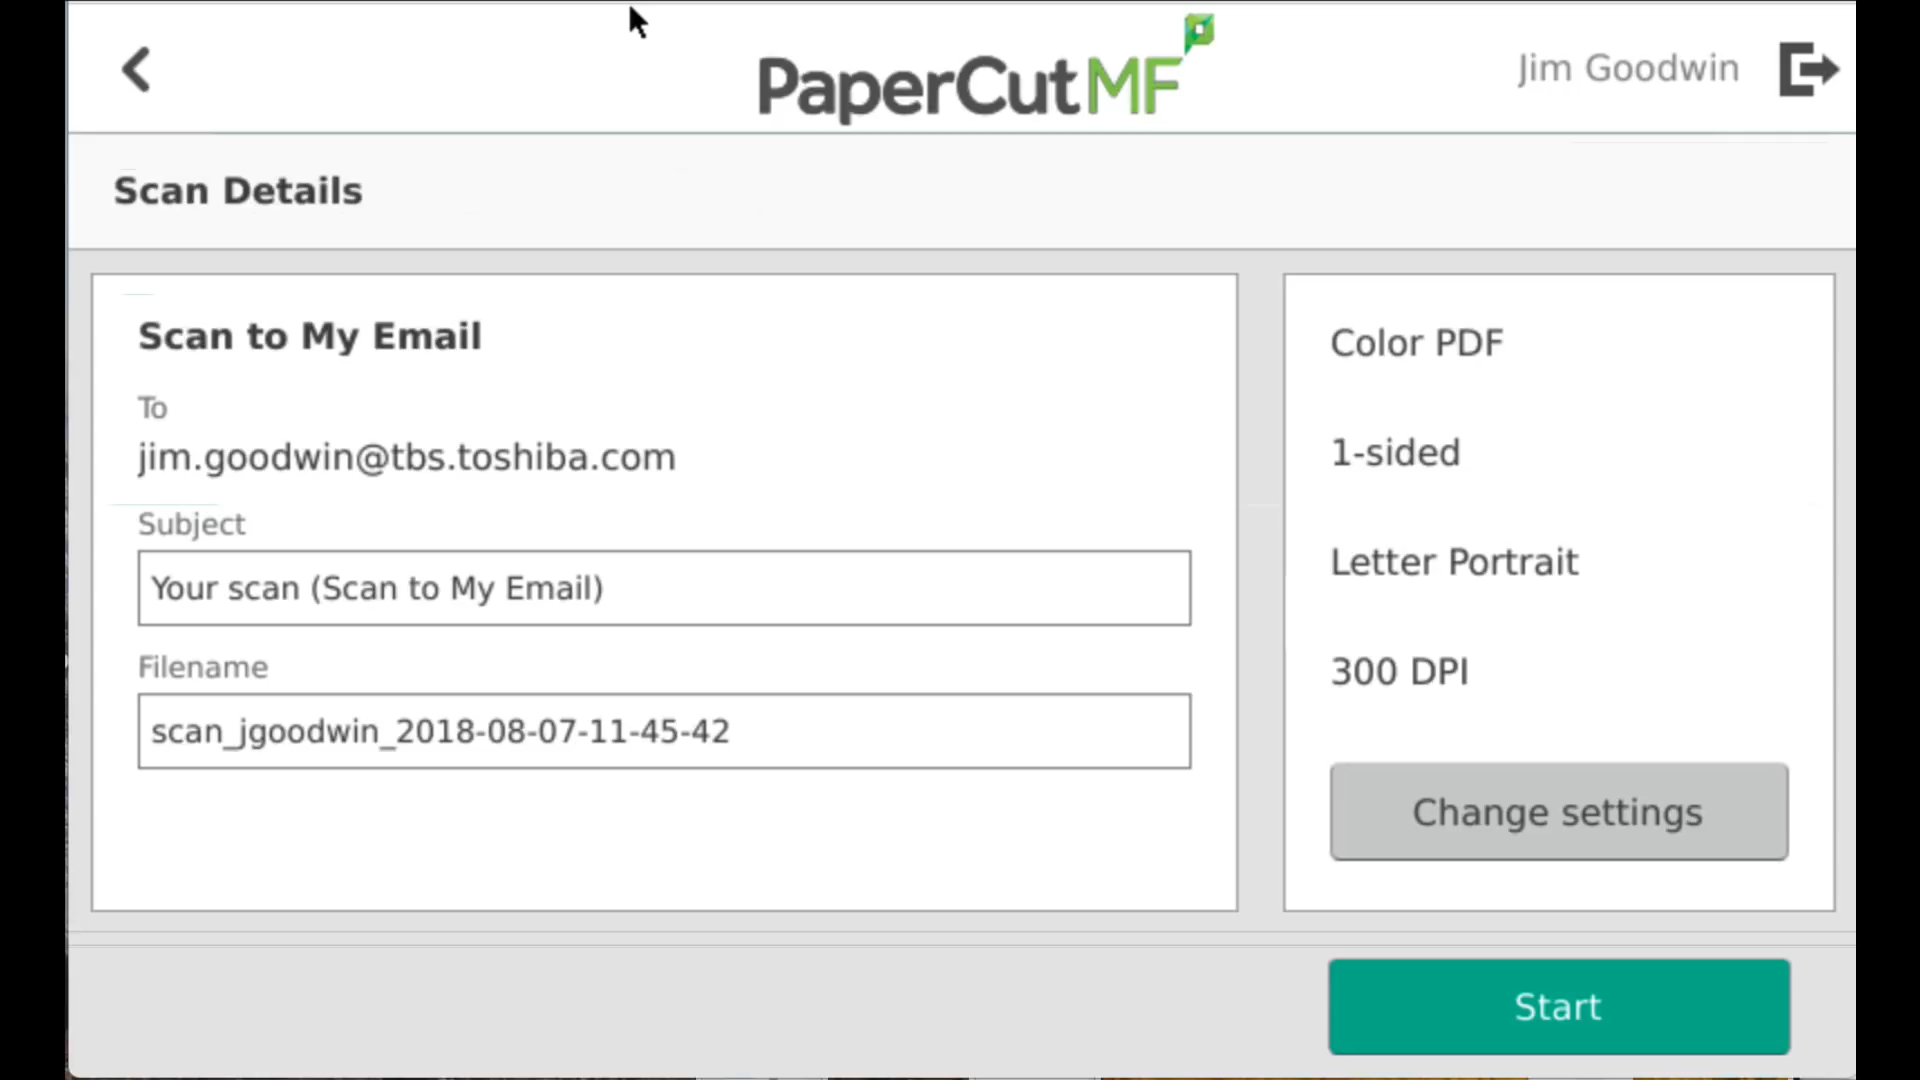 PaperCutMF
Jim Goodwin
Scan Details
Scan to My Email
To
jim.goodwin@tbs.toshiba.com
Subject
Your scan (Scan to My Email)
Filename
scan_jgoodwin_2018-08-07-11-45-42
Color PDF
1-sided
Letter Portrait
300 DPI
Change settings
Start